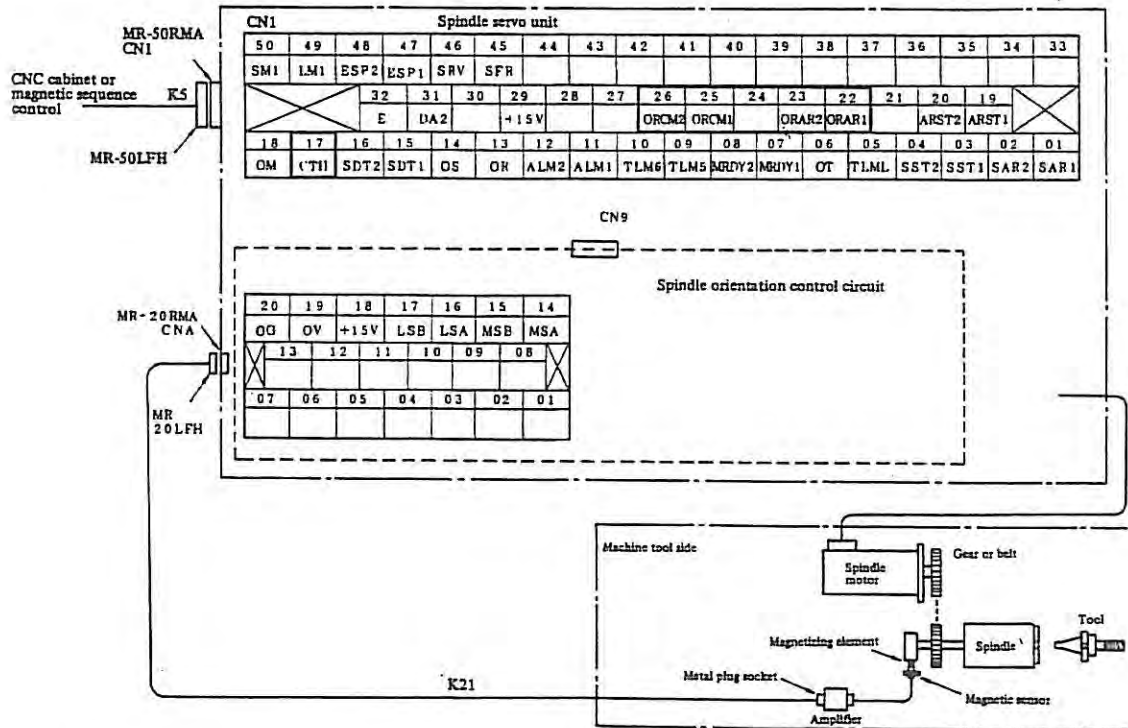 CN1 Spindle servo unit
MR-50RMA
CN1
CNC cabinet or
magnetic sequence
control
K5
MR-50LFH
50 49 48 47 46 45 44 43 42 41 40 39 38 37 36 35 34 33
SM1 LM1 ESP2 ESP1 SRV SFR
32 31 30 29 28 27 26 25 24 23 22 21 20 19
E DA2 +15V ORCM2 ORCM1 ORAR2 ORAR1 ARST2 ARST1
18 17 16 15 14 13 12 11 10 09 08 07 06 05 04 03 02 01
OM CTH SDT2 SDT1 OS OR ALM2 ALM1 TLM6 TLM5 MRDY2 MRDY1 OT TLML SST2 SST1 SAR2 SAR1
CN9
Spindle orientation control circuit
MR-20RMA
CNA
20 19 18 17 16 15 14
OG OV +15V LSB LSA MSB MSA
13 12 11 10 09 08
07 06 05 04 03 02 01
MR
20LFH
Machine tool side
Spindle
motor
Gear or belt
Tool
Magnetizing element
Spindle
K21
Metal plug socket
Magnetic sensor
Amplifier